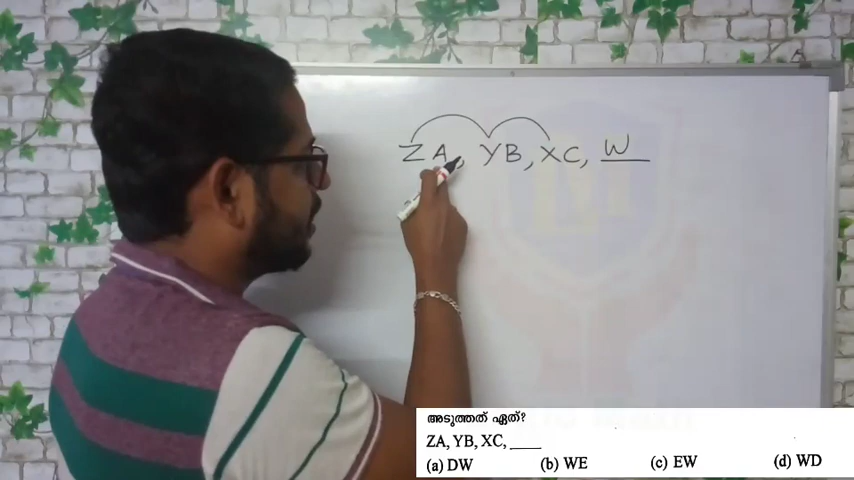 ZA, YB, XC, W
അടുത്തത് ഏത്?
ZA, YB, XC, ____
(a) DW (b) WE (c) EW (d) WD